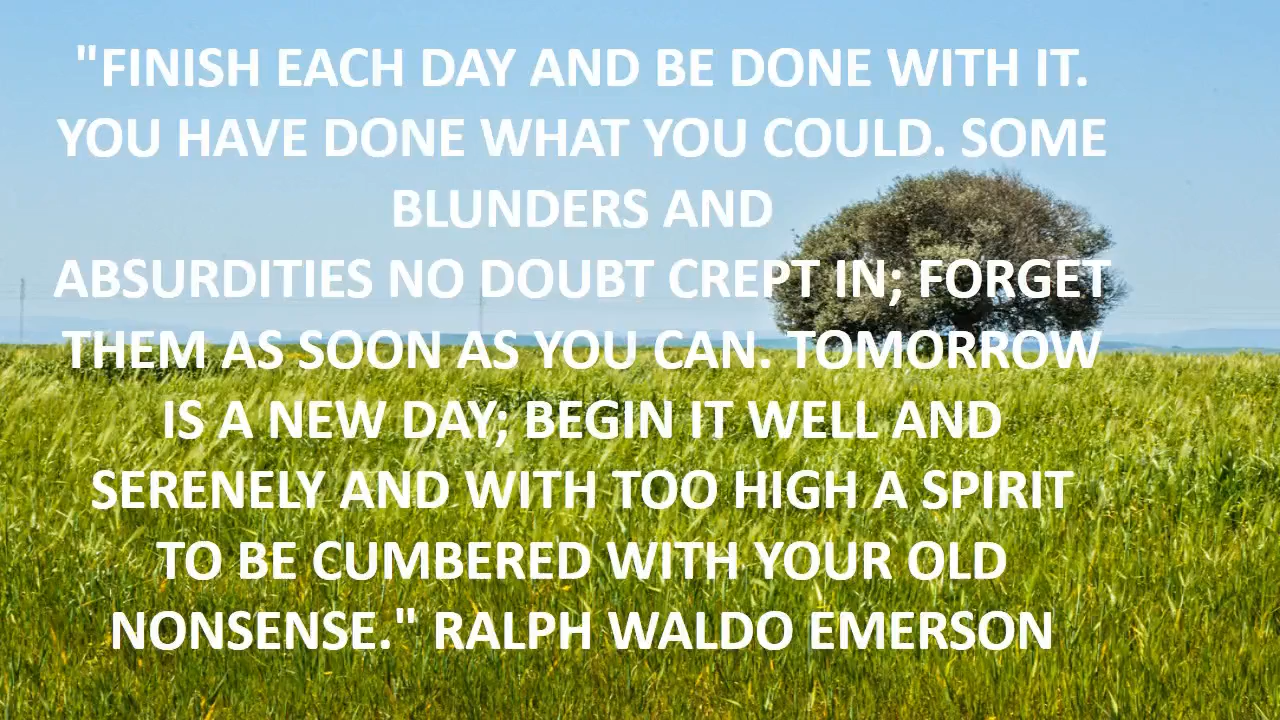 "FINISH EACH DAY AND BE DONE WITH IT.
YOU HAVE DONE WHAT YOU COULD. SOME
BLUNDERS AND
ABSURDITIES NO DOUBT CREPT IN; FORGET
THEM AS SOON AS YOU CAN. TOMORROW
IS A NEW DAY; BEGIN IT WELL AND
SERENELY AND WITH TOO HIGH A SPIRIT
TO BE CUMBERED WITH YOUR OLD
NONSENSE." RALPH WALDO EMERSON